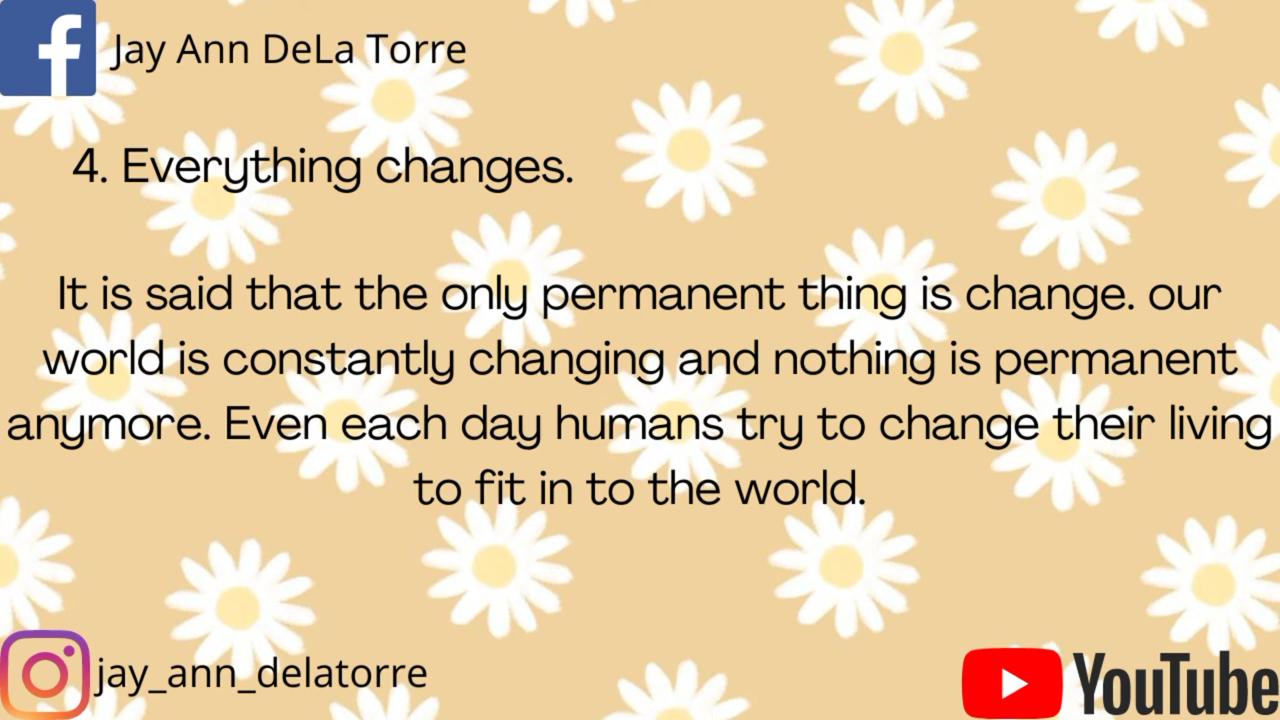 f
Jay Ann DeLa Torre
4. Everything changes.
It is said that the only permanent thing is change. our
world is constantly changing and nothing is permanent
anymore. Even each day humans try to change their living
to fit in to the world.
jay_ann_delatorre
YouTube